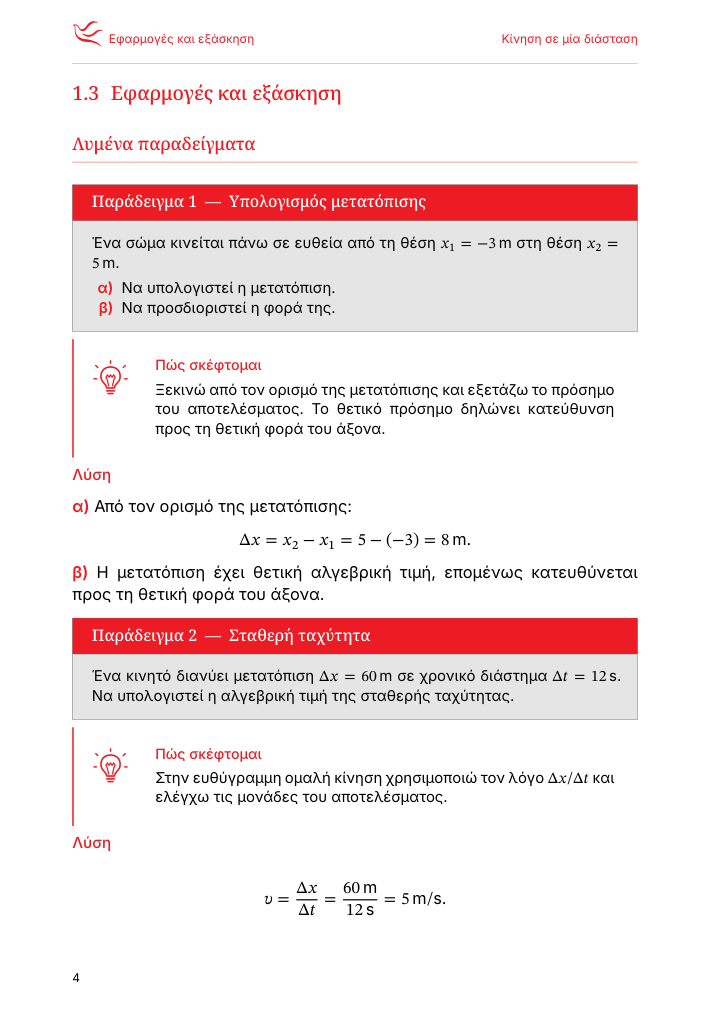 Εφαρμογές και εξάσκηση Κίνηση σε μία διάσταση
1.3 Εφαρμογές και εξάσκηση
Λυμένα παραδείγματα
Παράδειγμα 1 — Υπολογισμός μετατόπισης
Ένα σώμα κινείται πάνω σε ευθεία από τη θέση x₁ = −3 m στη θέση x₂ =
5 m.
α) Να υπολογιστεί η μετατόπιση.
β) Να προσδιοριστεί η φορά της.
Πώς σκέφτομαι
Ξεκινώ από τον ορισμό της μετατόπισης και εξετάζω το πρόσημο
του αποτελέσματος. Το θετικό πρόσημο δηλώνει κατεύθυνση
προς τη θετική φορά του άξονα.
Λύση
α) Από τον ορισμό της μετατόπισης:
Δx = x₂ − x₁ = 5 − (−3) = 8 m.
β) Η μετατόπιση έχει θετική αλγεβρική τιμή, επομένως κατευθύνεται
προς τη θετική φορά του άξονα.
Παράδειγμα 2 — Σταθερή ταχύτητα
Ένα κινητό διανύει μετατόπιση Δx = 60 m σε χρονικό διάστημα Δt = 12 s.
Να υπολογιστεί η αλγεβρική τιμή της σταθερής ταχύτητας.
Πώς σκέφτομαι
Στην ευθύγραμμη ομαλή κίνηση χρησιμοποιώ τον λόγο Δx/Δt και
ελέγχω τις μονάδες του αποτελέσματος.
Λύση
υ = Δx/Δt = 60 m/12 s = 5 m/s.
4